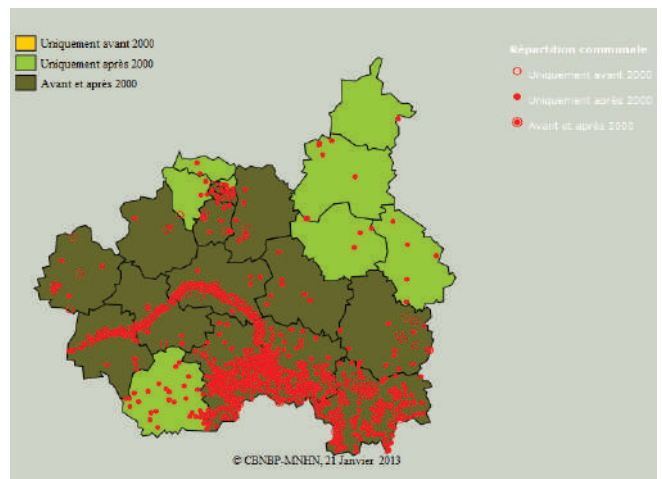 Uniquement avant 2000
Uniquement après 2000
Avant et après 2000
Répartition communale
Uniquement avant 2000
Uniquement après 2000
Avant et après 2000
© CBNBP-MNHN, 21 Janvier 2013